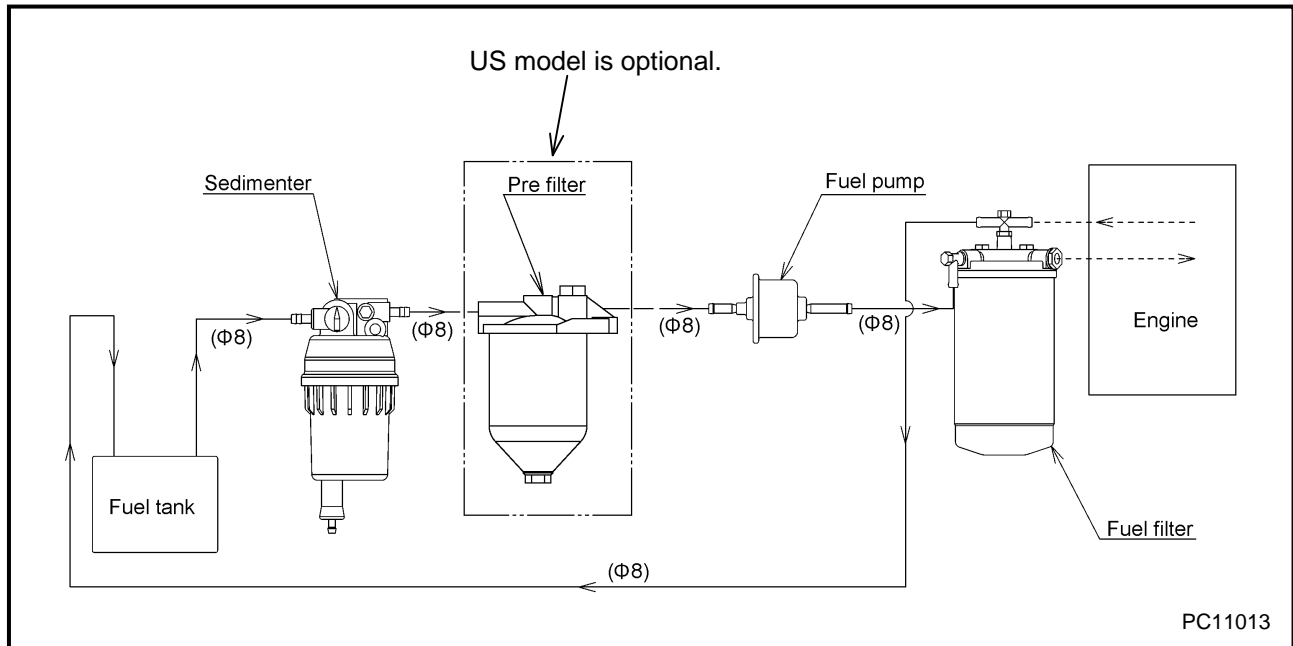 US model is optional.
Sedimenter
Pre filter
Fuel pump
(Φ8)
(Φ8)
(Φ8)
(Φ8)
Engine
Fuel tank
Fuel filter
(Φ8)
PC11013